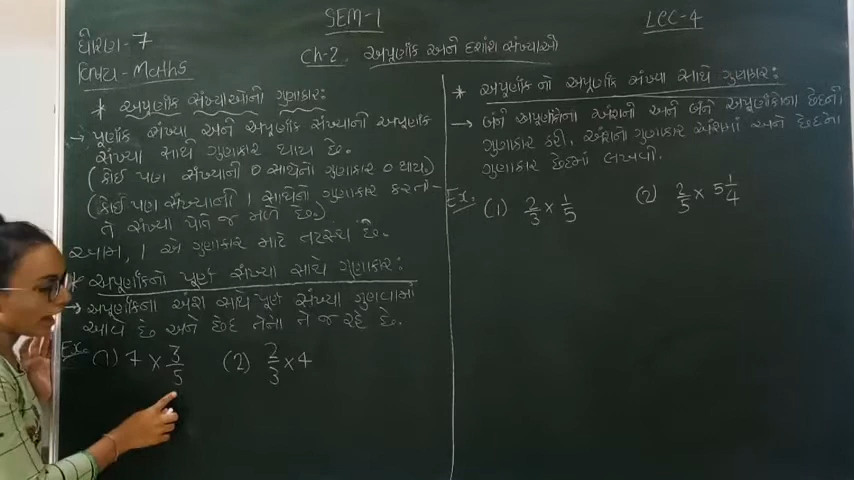 SEM-1
LEC-4
ધોરણ - 7
Ch-2. અપૂર્ણાંક અને દશાંશ સંખ્યાઓ
વિષય - Maths
* અપૂર્ણાંક સંખ્યાઓનો ગુણાકાર:
→ પૂર્ણાંક સંખ્યા અને અપૂર્ણાંક સંખ્યાની અપૂર્ણાંક
સંખ્યા સાથે ગુણાકાર થાય છે.
(કોઈ પણ સંખ્યાની 0 સાથેનો ગુણાકાર 0 થાય.)
(કોઈ પણ સંખ્યાની 1 સાથેનો ગુણાકાર કરતાં -
તે સંખ્યા પોતે જ મળે છે.)
આમ, 1 એ ગુણાકાર માટે તટસ્થ છે.
* અપૂર્ણાંકનો પૂર્ણ સંખ્યા સાથે ગુણાકાર:
→ અપૂર્ણાંકના અંશ સાથે પૂર્ણ સંખ્યા ગુણવામાં
આવે છે અને છેદ તેના તે જ રહે છે.
Ex. (1) 7 × 3/5 (2) 2/3 × 4
* અપૂર્ણાંક નો અપૂર્ણાંક સંખ્યા સાથે ગુણાકાર:
→ બંને અપૂર્ણાંકોના અંશની અને બંને અપૂર્ણાંકોના છેદની
ગુણાકાર કરી, અંશનો ગુણાકાર અંશમાં અને છેદના
ગુણાકાર છેદમાં લખવો.
Ex. (1) 2/3 × 1/5 (2) 2/5 × 5 1/4